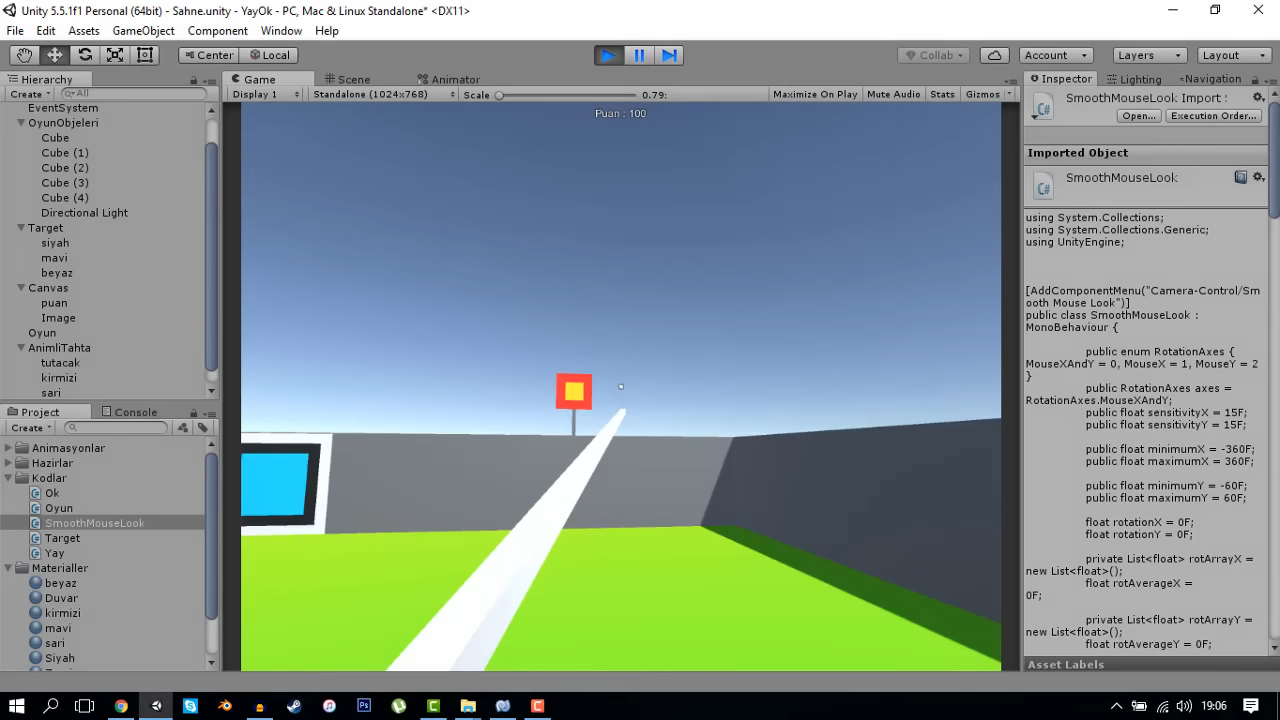 Unity 5.5.1f1 Personal (64bit) - Sahne.unity - YayOk - PC, Mac & Linux Standalone* <DX11>
File Edit Assets GameObject Component Window Help
Center Local Collab Account Layers Layout
Hierarchy
Create All
EventSystem
OyunObjeleri
Cube
Cube (1)
Cube (2)
Cube (3)
Cube (4)
Directional Light
Target
siyah
mavi
beyaz
Canvas
puan
Image
Oyun
AnimliTahta
tutacak
kirmizi
sari
Project Console
Create
Animasyonlar
Hazirlar
Kodlar
Ok
Oyun
SmoothMouseLook
Target
Yay
Materialler
beyaz
Duvar
kirmizi
mavi
sari
Siyah
Game Scene Animator
Display 1 Standalone (1024x768) Scale 0.79: Maximize On Play Mute Audio Stats Gizmos
Puan : 100
Inspector Lighting Navigation
SmoothMouseLook Import :
Open... Execution Order...
Imported Object
SmoothMouseLook
using System.Collections;
using System.Collections.Generic;
using UnityEngine;
[AddComponentMenu("Camera-Control/Sm
ooth Mouse Look")]
public class SmoothMouseLook :
MonoBehaviour {
public enum RotationAxes {
MouseXAndY = 0, MouseX = 1, MouseY = 2
}
public RotationAxes axes =
RotationAxes.MouseXAndY;
public float sensitivityX = 15F;
public float sensitivityY = 15F;
public float minimumX = -360F;
public float maximumX = 360F;
public float minimumY = -60F;
public float maximumY = 60F;
float rotationX = 0F;
float rotationY = 0F;
private List<float> rotArrayX =
new List<float>();
float rotAverageX =
0F;
private List<float> rotArrayY =
new List<float>();
float rotAverageY = 0F;
Asset Labels
19:06